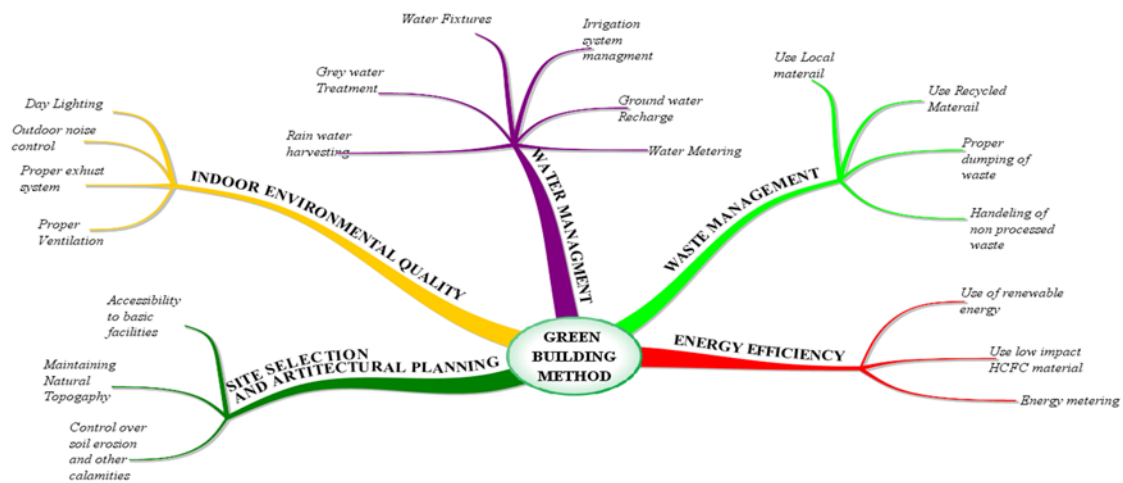 Water Fixtures
Irrigation
system
managment
Grey water
Treatment
Ground water
Recharge
Rain water
harvesting
Water Metering
WATER MANAGMENT
Use Local
materail
Use Recycled
Materail
Proper
dumping of
waste
Handeling of
non processed
waste
WASTE MANAGEMENT
Day Lighting
Outdoor noise
control
Proper exhust
system
Proper
Ventilation
INDOOR ENVIRONMENTAL QUALITY
Accessibility
to basic
facilities
Maintaining
Natural
Topogaphy
Control over
soil erosion
and other
calamities
SITE SELECTION
AND ARTITECTURAL PLANNING
GREEN
BUILDING
METHOD
ENERGY EFFICIENCY
Use of renewable
energy
Use low impact
HCFC material
Energy metering